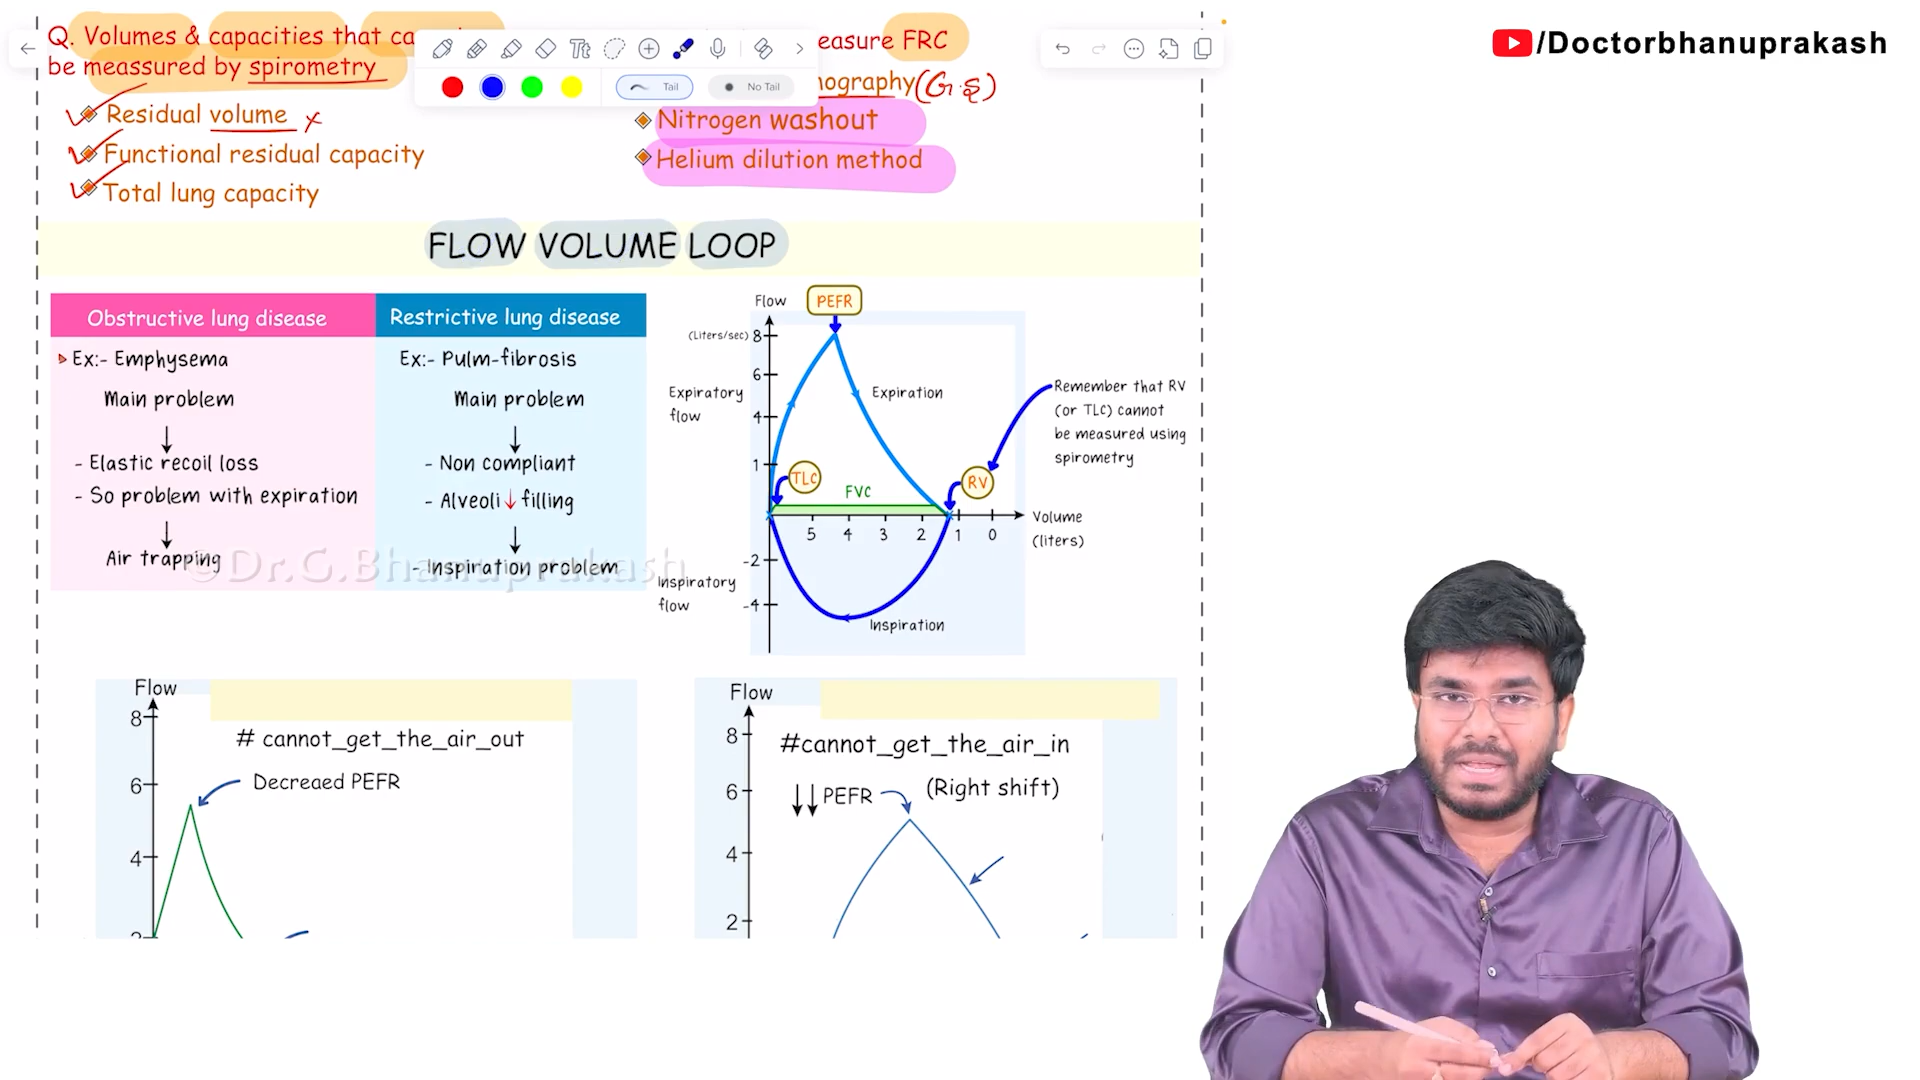 Q. Volumes & capacities that
be meassured by spirometry
Residual volume x
Functional residual capacity
Total lung capacity
easure FRC
nography
Nitrogen washout
Helium dilution method
Tail
No Tail
/Doctorbhanuprakash
FLOW VOLUME LOOP
Obstructive lung disease
Ex:- Emphysema
Main problem
- Elastic recoil loss
- So problem with expiration
Air trapping
Restrictive lung disease
Ex:- Pulm-fibrosis
Main problem
- Non compliant
- Alveoli ↓ filling
- Inspiration problem
©Dr.G.Bhanuprakash
Flow
PEFR
(Liters/sec) 8
6
Expiratory
flow
4
1
Expiration
TLC
FVC
RV
5 4 3 2 1 0
Volume
(liters)
-2
Inspiratory
flow
-4
Inspiration
Remember that RV
(or TLC) cannot
be measured using
spirometry
Flow
8
# cannot_get_the_air_out
6
Decreaed PEFR
4
Flow
8
#cannot_get_the_air_in
6
↓↓ PEFR
(Right shift)
4
2